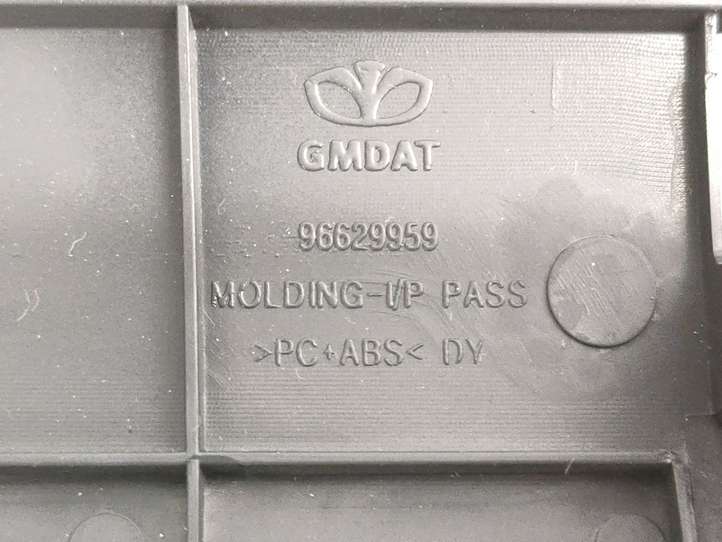 GMDAT
96629959
MOLDING-I/P PASS
>PC+ABS< DY